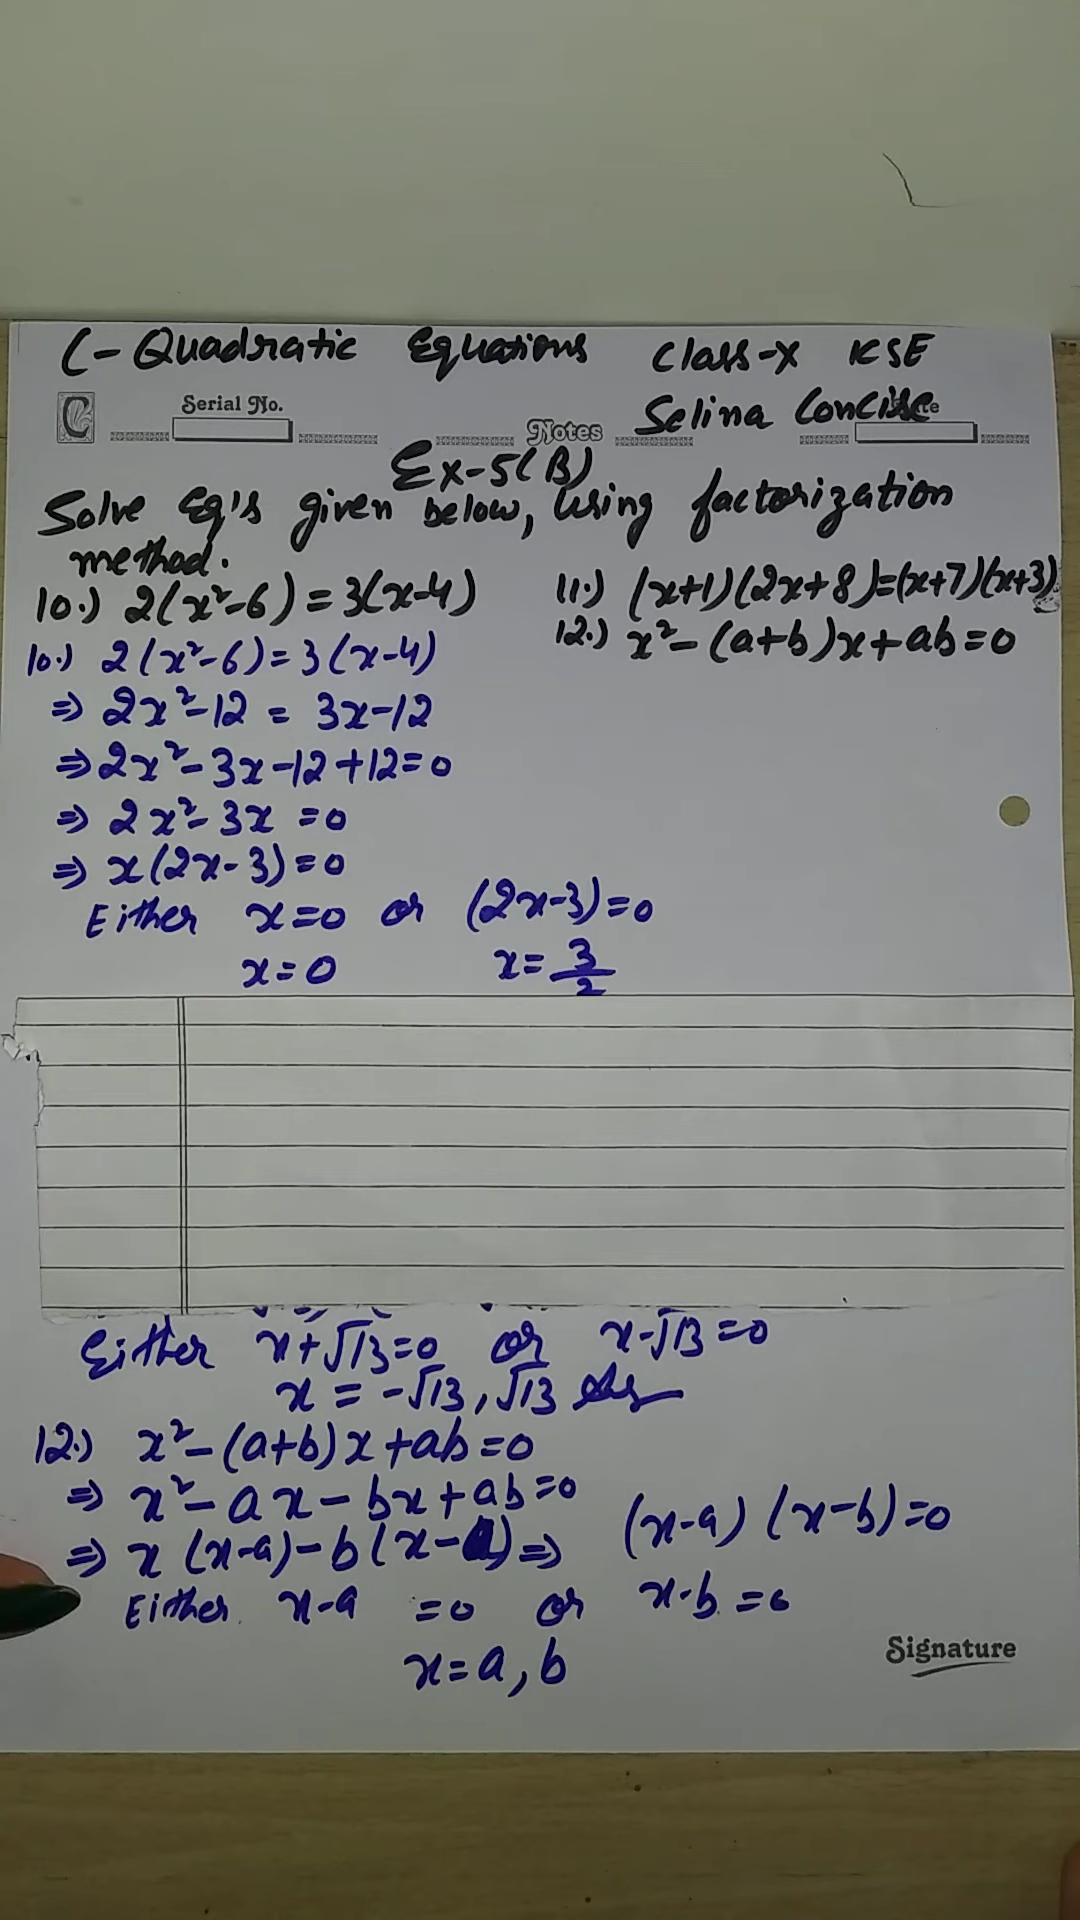 C- Quadratic Equations Class-X ICSE
Serial No.
Selina Concise
Notes
Ex-5(B)
Solve Eq's given below, using factorization
method.
10.) 2(x²-6)=3(x-4)
11.) (x+1)(2x+8)=(x+7)(x+3)
12.) x²-(a+b)x+ab=0
10.) 2(x²-6)=3(x-4)
⇒ 2x²-12 = 3x-12
⇒ 2x²-3x-12+12=0
⇒ 2x²-3x =0
⇒ x(2x-3)=0
Either x=0 or (2x-3)=0
x=0 x=3/2
Either x+√13=0 or x-√13=0
x = -√13, √13 Ans
12.) x²-(a+b)x+ab=0
⇒ x²-ax-bx+ab=0
⇒ x(x-a)-b(x-a)⇒ (x-a)(x-b)=0
Either x-a =0 or x-b=0
x=a, b
Signature